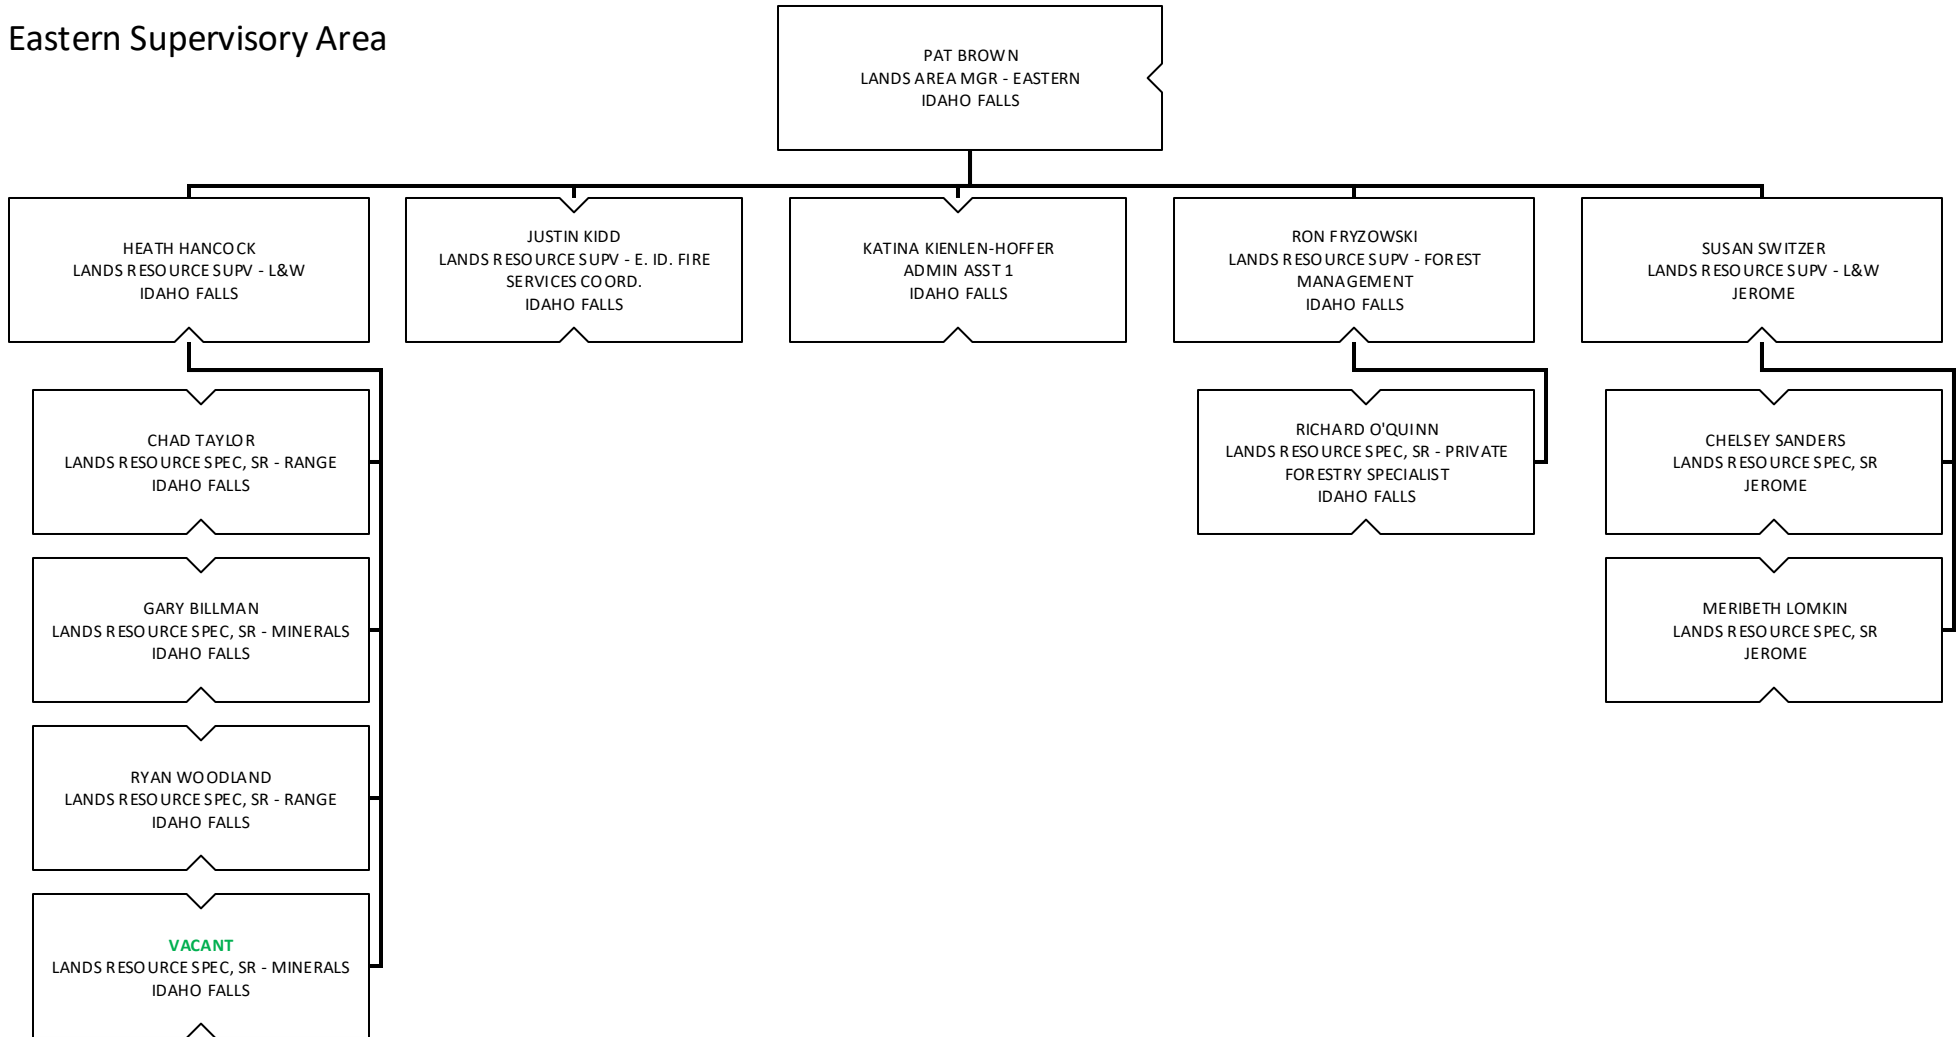 Eastern Supervisory Area
PAT BROWN
LANDS AREA MGR - EASTERN
IDAHO FALLS
HEATH HANCOCK
LANDS RESOURCE SUPV - L&W
IDAHO FALLS
JUSTIN KIDD
LANDS RESOURCE SUPV - E. ID. FIRE
SERVICES COORD.
IDAHO FALLS
KATINA KIENLEN-HOFFER
ADMIN ASST 1
IDAHO FALLS
RON FRYZOWSKI
LANDS RESOURCE SUPV - FOREST
MANAGEMENT
IDAHO FALLS
SUSAN SWITZER
LANDS RESOURCE SUPV - L&W
JEROME
CHAD TAYLOR
LANDS RESOURCE SPEC, SR - RANGE
IDAHO FALLS
RICHARD O'QUINN
LANDS RESOURCE SPEC, SR - PRIVATE
FORESTRY SPECIALIST
IDAHO FALLS
CHELSEY SANDERS
LANDS RESOURCE SPEC, SR
JEROME
GARY BILLMAN
LANDS RESOURCE SPEC, SR - MINERALS
IDAHO FALLS
MERIBETH LOMKIN
LANDS RESOURCE SPEC, SR
JEROME
RYAN WOODLAND
LANDS RESOURCE SPEC, SR - RANGE
IDAHO FALLS
VACANT
LANDS RESOURCE SPEC, SR - MINERALS
IDAHO FALLS